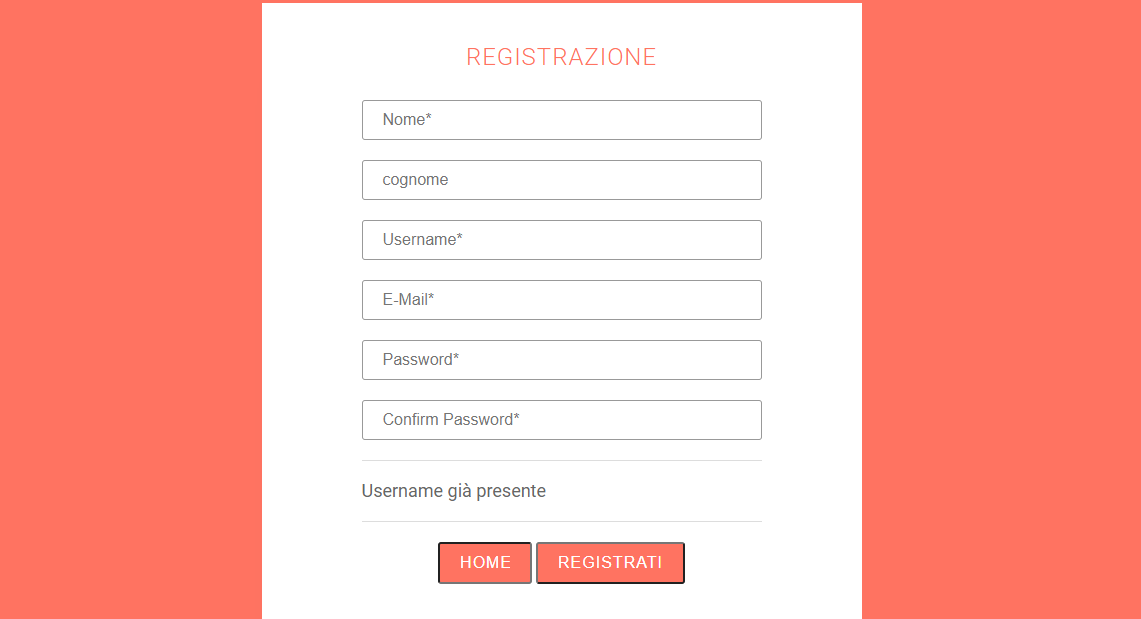 REGISTRAZIONE
Nome*
cognome
Username*
E-Mail*
Password*
Confirm Password*
Username già presente
HOME REGISTRATI